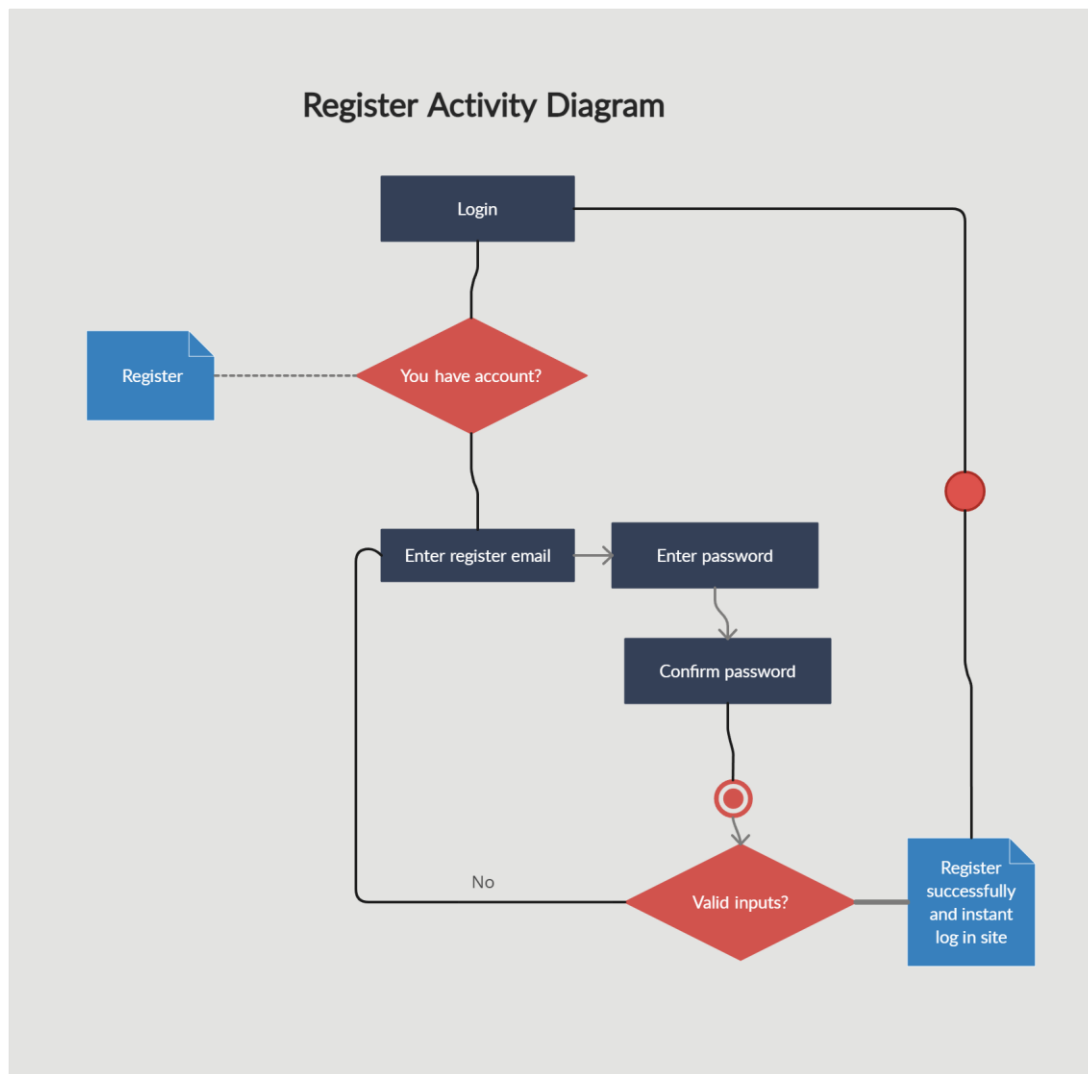 Register Activity Diagram
Login
Register
You have account?
Enter register email
Enter password
Confirm password
No
Valid inputs?
Register
successfully
and instant
log in site